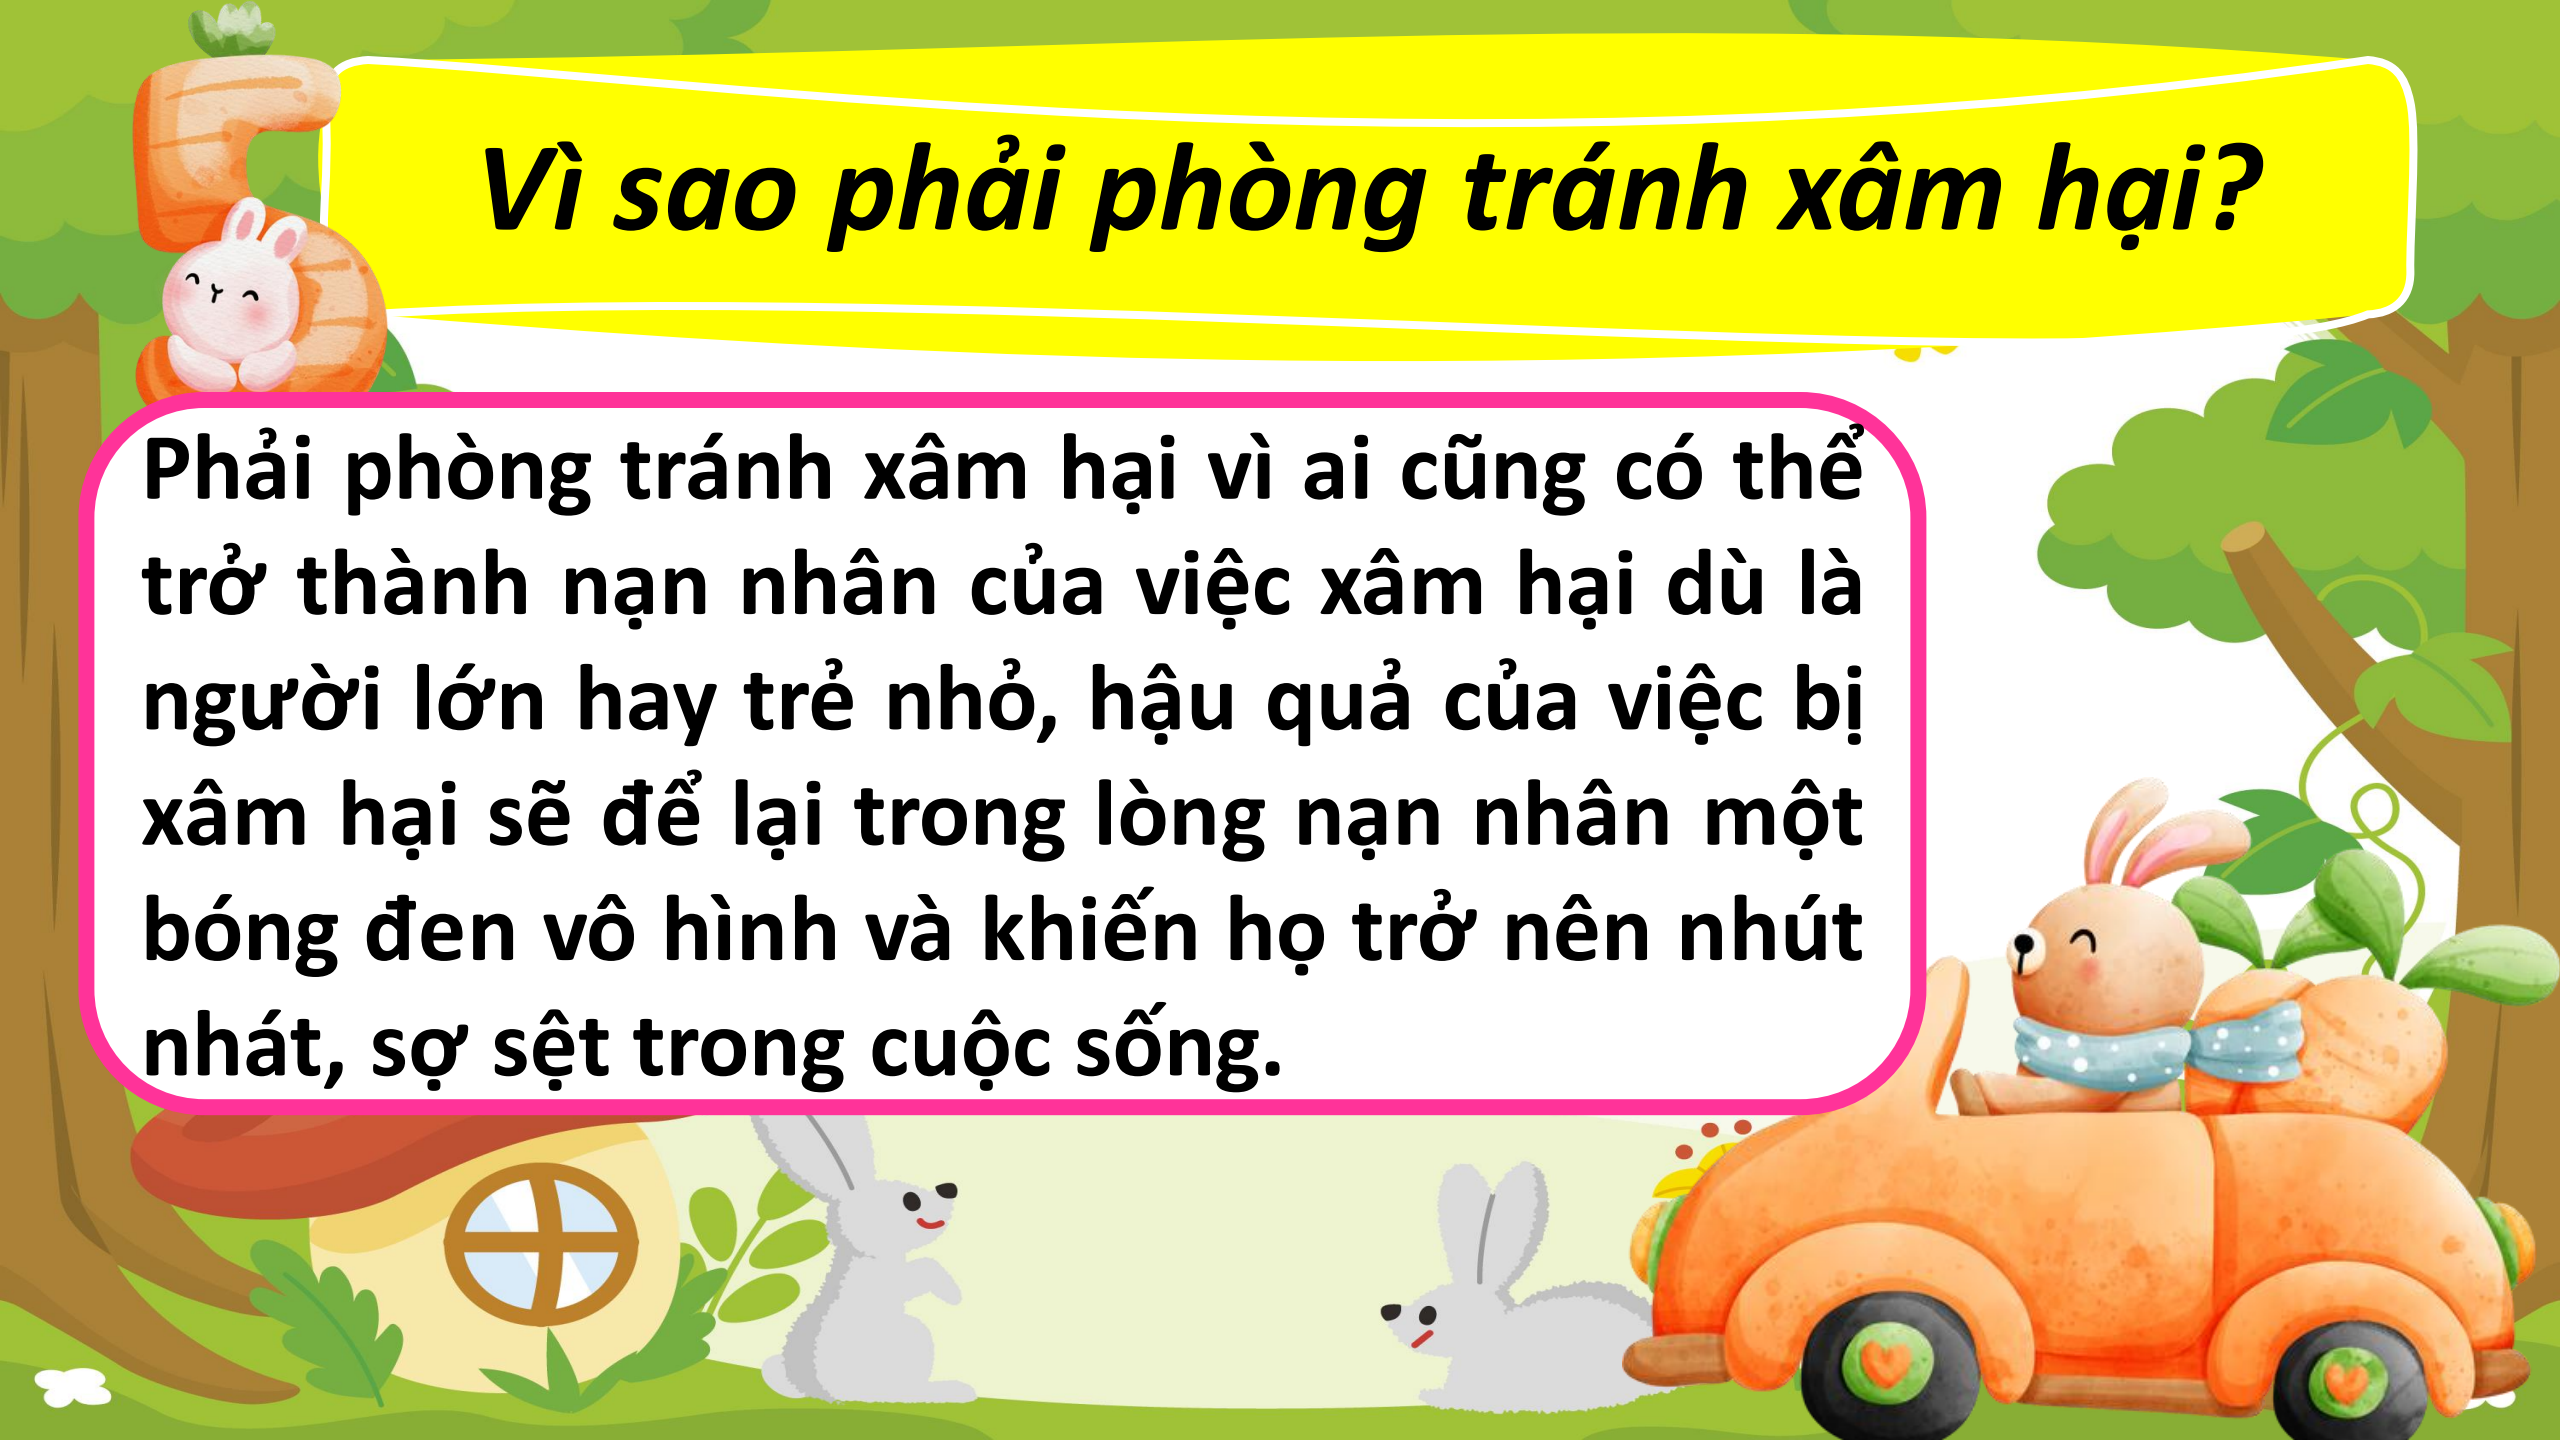 Vì sao phải phòng tránh xâm hại?
Phải phòng tránh xâm hại vì ai cũng có thể
trở thành nạn nhân của việc xâm hại dù là
người lớn hay trẻ nhỏ, hậu quả của việc bị
xâm hại sẽ để lại trong lòng nạn nhân một
bóng đen vô hình và khiến họ trở nên nhút
nhát, sợ sệt trong cuộc sống.